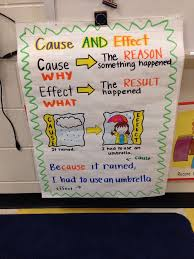 Cause AND Effect
Cause → The REASON
WHY something happened
Effect → The RESULT
WHAT happened
CAUSE
It rained.
EFFECT
I had to use an
umbrella.
← cause
Because it rained,
I had to use an umbrella
Effect →